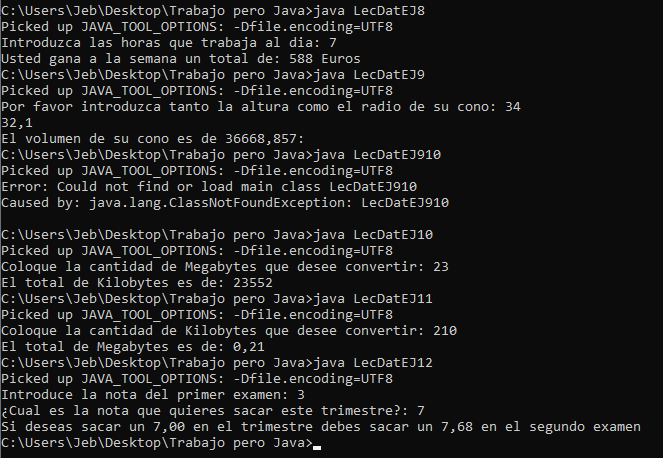 C:\Users\Jeb\Desktop\Trabajo pero Java>java LecDatEJ8
Picked up JAVA_TOOL_OPTIONS: -Dfile.encoding=UTF8
Introduzca las horas que trabaja al dia: 7
Usted gana a la semana un total de: 588 Euros
C:\Users\Jeb\Desktop\Trabajo pero Java>java LecDatEJ9
Picked up JAVA_TOOL_OPTIONS: -Dfile.encoding=UTF8
Por favor introduzca tanto la altura como el radio de su cono: 34
32,1
El volumen de su cono es de 36668,857:
C:\Users\Jeb\Desktop\Trabajo pero Java>java LecDatEJ910
Picked up JAVA_TOOL_OPTIONS: -Dfile.encoding=UTF8
Error: Could not find or load main class LecDatEJ910
Caused by: java.lang.ClassNotFoundException: LecDatEJ910
C:\Users\Jeb\Desktop\Trabajo pero Java>java LecDatEJ10
Picked up JAVA_TOOL_OPTIONS: -Dfile.encoding=UTF8
Coloque la cantidad de Megabytes que desee convertir: 23
El total de Kilobytes es de: 23552
C:\Users\Jeb\Desktop\Trabajo pero Java>java LecDatEJ11
Picked up JAVA_TOOL_OPTIONS: -Dfile.encoding=UTF8
Coloque la cantidad de Kilobytes que desee convertir: 210
El total de Megabytes es de: 0,21
C:\Users\Jeb\Desktop\Trabajo pero Java>java LecDatEJ12
Picked up JAVA_TOOL_OPTIONS: -Dfile.encoding=UTF8
Introduce la nota del primer examen: 3
¿Cual es la nota que quieres sacar este trimestre?: 7
Si deseas sacar un 7,00 en el trimestre debes sacar un 7,68 en el segundo examen
C:\Users\Jeb\Desktop\Trabajo pero Java>